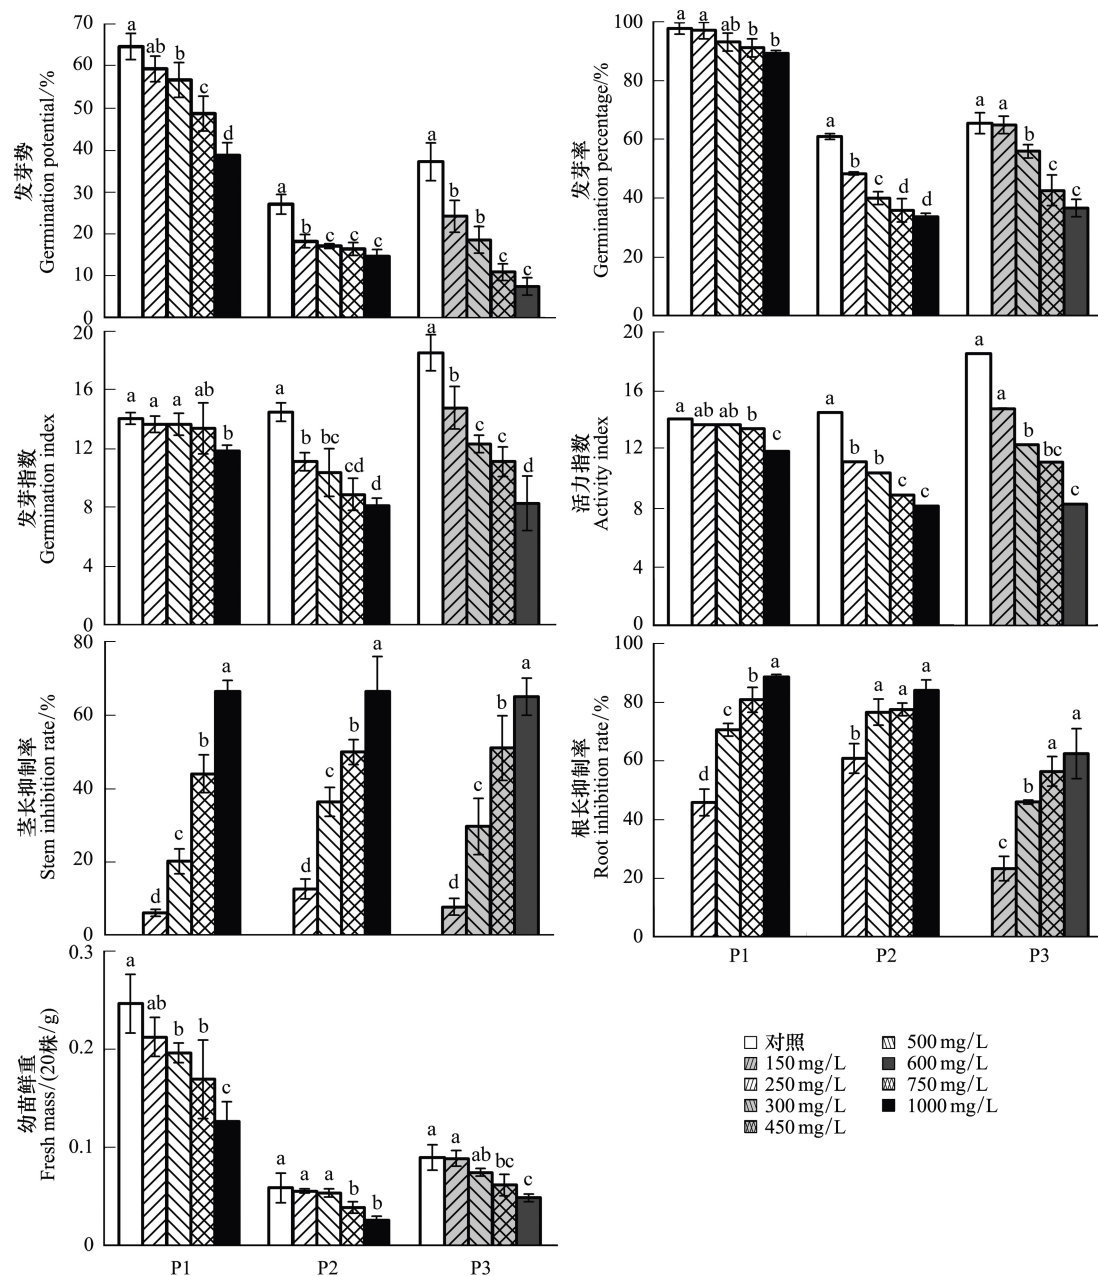 发芽势
Germination potential/%
70
60
50
40
30
20
10
0
a
ab
b
c
d
a
b
c
c
c
a
b
b
c
c
发芽率
Germination percentage/%
100
80
60
40
20
0
a
a
ab
b
b
a
b
c
d
d
a
a
b
c
c
发芽指数
Germination index
20
16
12
8
4
0
a
a
a
ab
b
a
b
bc
cd
d
a
b
c
c
d
活力指数
Activity index
20
16
12
8
4
0
a
ab
ab
b
c
a
b
b
c
c
a
a
b
bc
c
茎长抑制率
Stem inhibition rate/%
80
60
40
20
0
d
c
b
a
d
c
b
a
d
c
b
a
根长抑制率
Root inhibition rate/%
100
80
60
40
20
0
d
c
b
a
b
a
a
a
c
b
a
a
P1
P2
P3
幼苗鲜重
Fresh mass/(20株/g)
0.3
0.2
0.1
0
a
ab
b
b
c
a
a
a
b
b
a
a
ab
bc
c
P1
P2
P3
对照
150 mg/L
250 mg/L
300 mg/L
450 mg/L
500 mg/L
600 mg/L
750 mg/L
1000 mg/L